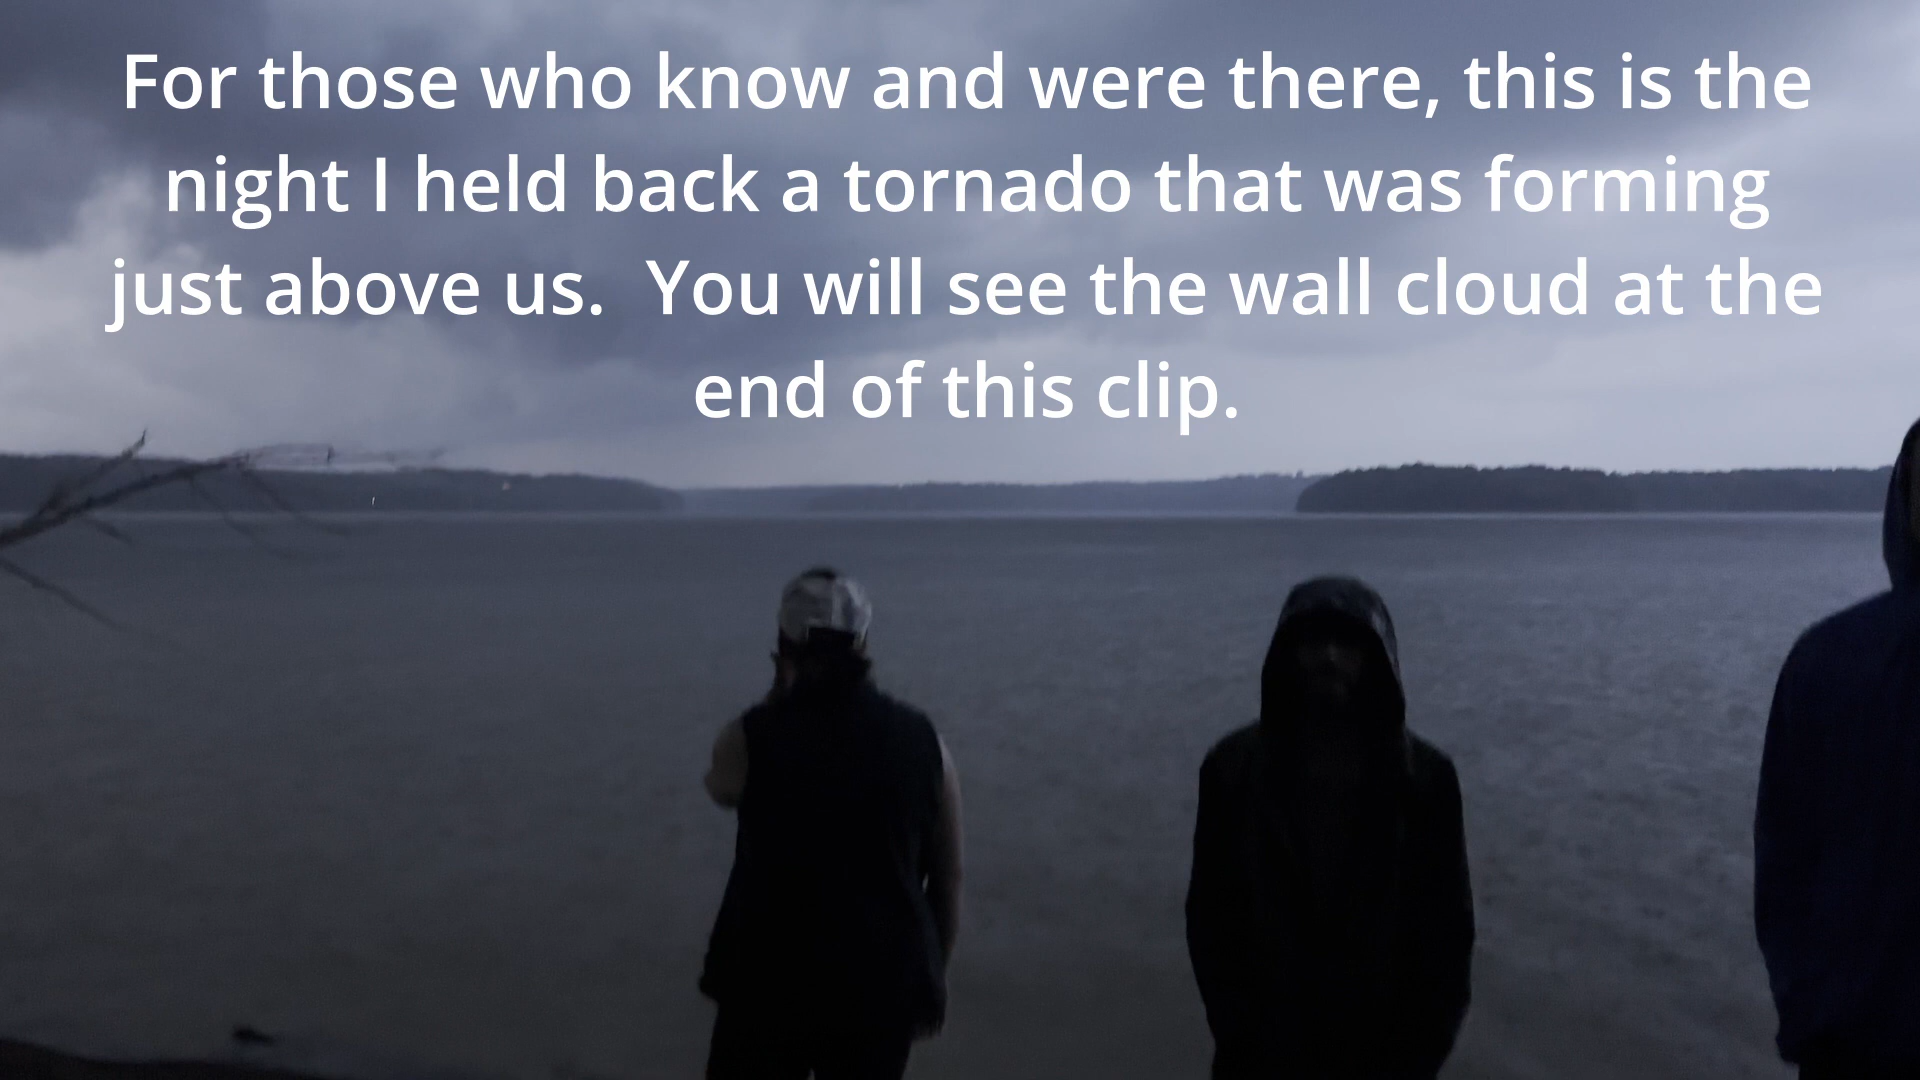 For those who know and were there, this is the
night I held back a tornado that was forming
just above us.  You will see the wall cloud at the
end of this clip.